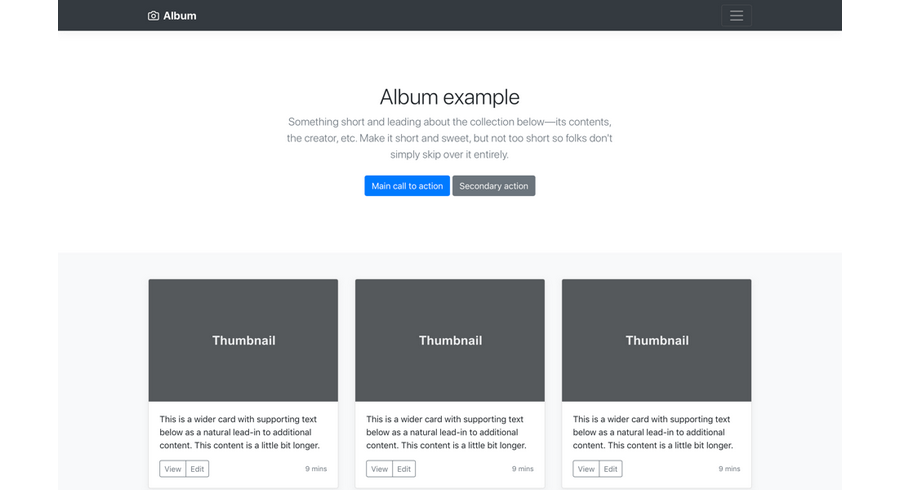 Album
Album example
Something short and leading about the collection below—its contents,
the creator, etc. Make it short and sweet, but not too short so folks don't
simply skip over it entirely.
Main call to action Secondary action
Thumbnail Thumbnail Thumbnail
This is a wider card with supporting text
below as a natural lead-in to additional
content. This content is a little bit longer.
View Edit 9 mins
This is a wider card with supporting text
below as a natural lead-in to additional
content. This content is a little bit longer.
View Edit 9 mins
This is a wider card with supporting text
below as a natural lead-in to additional
content. This content is a little bit longer.
View Edit 9 mins